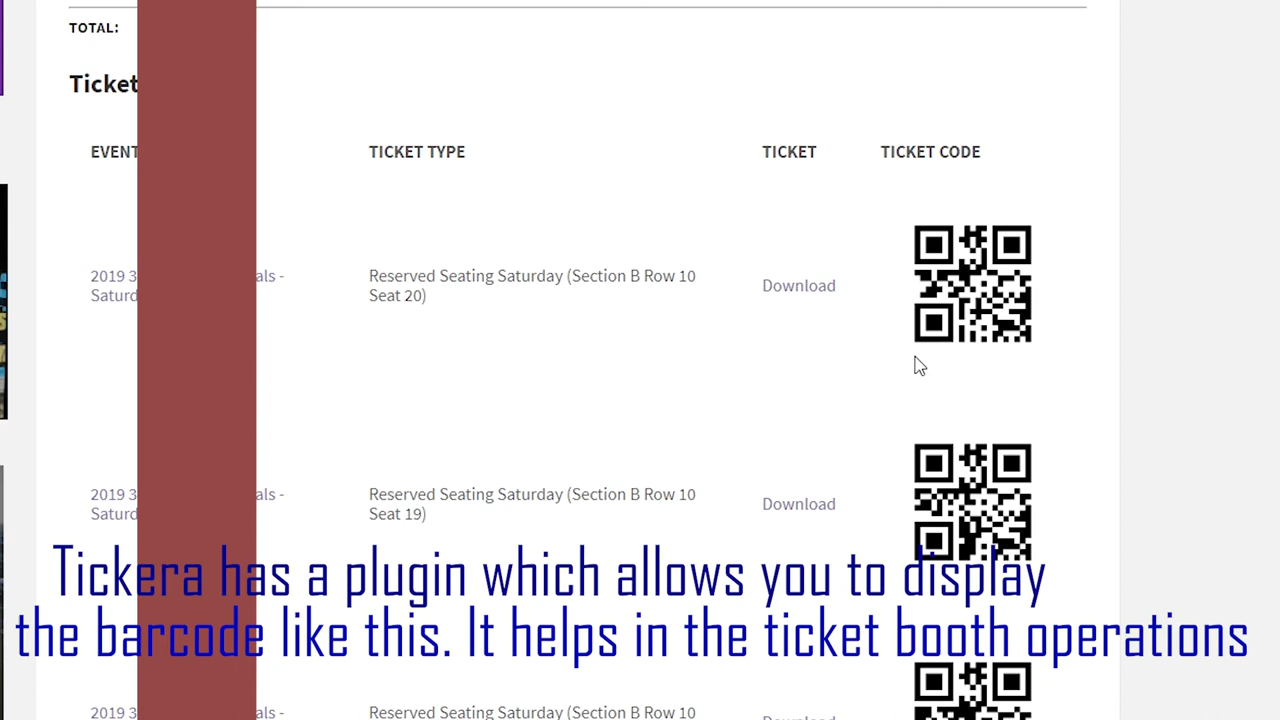 TOTAL:
Ticket
EVENT TICKET TYPE TICKET TICKET CODE
2019 3 als - Reserved Seating Saturday (Section B Row 10 Download
Saturd Seat 20)
2019 3 als - Reserved Seating Saturday (Section B Row 10 Download
Saturd Seat 19)
Tickera has a plugin which allows you to display
the barcode like this. It helps in the ticket booth operations
2019 3 als - Reserved Seating Saturday (Section B Row 10 Download